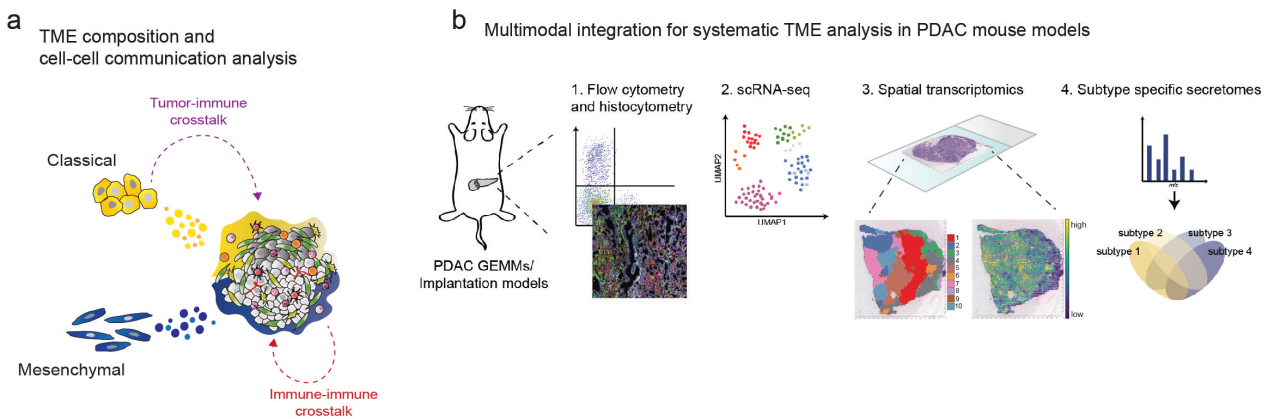 a
TME composition and
cell-cell communication analysis
Tumor-immune
crosstalk
Classical
Mesenchymal
Immune-immune
crosstalk
b
Multimodal integration for systematic TME analysis in PDAC mouse models
PDAC GEMMs/
Implantation models
1. Flow cytometry
and histocytometry
2. scRNA-seq
UMAP2
UMAP1
3. Spatial transcriptomics
1
2
3
4
5
6
7
8
9
10
high
low
4. Subtype specific secretomes
m/z
subtype 2
subtype 3
subtype 1
subtype 4